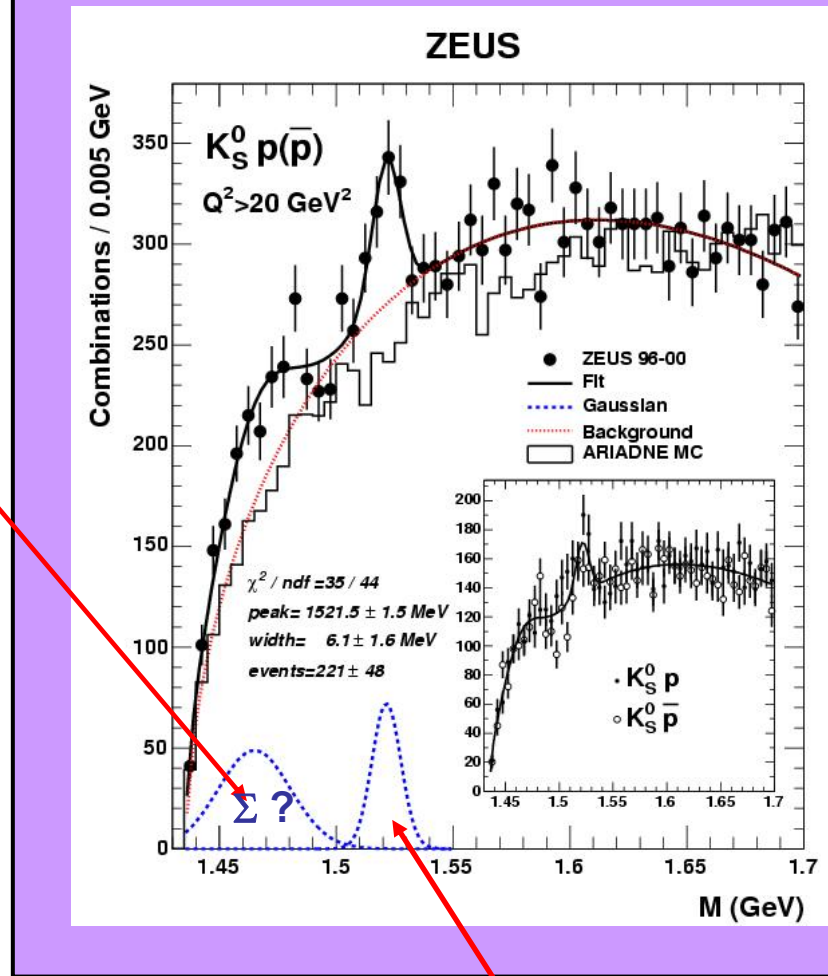 ZEUS
Combinations / 0.005 GeV
350
300
250
200
150
100
50
0
K⁰_S p(p̄)
Q²>20 GeV²
ZEUS 96-00
Fit
Gaussian
Background
ARIADNE MC
χ² / ndf =35 / 44
peak= 1521.5 ± 1.5 MeV
width= 6.1 ± 1.6 MeV
events=221 ± 48
200
180
160
140
120
100
80
60
40
20
0
K⁰_S p
K⁰_S p̄
1.45 1.5 1.55 1.6 1.65 1.7
Σ ?
1.45 1.5 1.55 1.6 1.65 1.7
M (GeV)